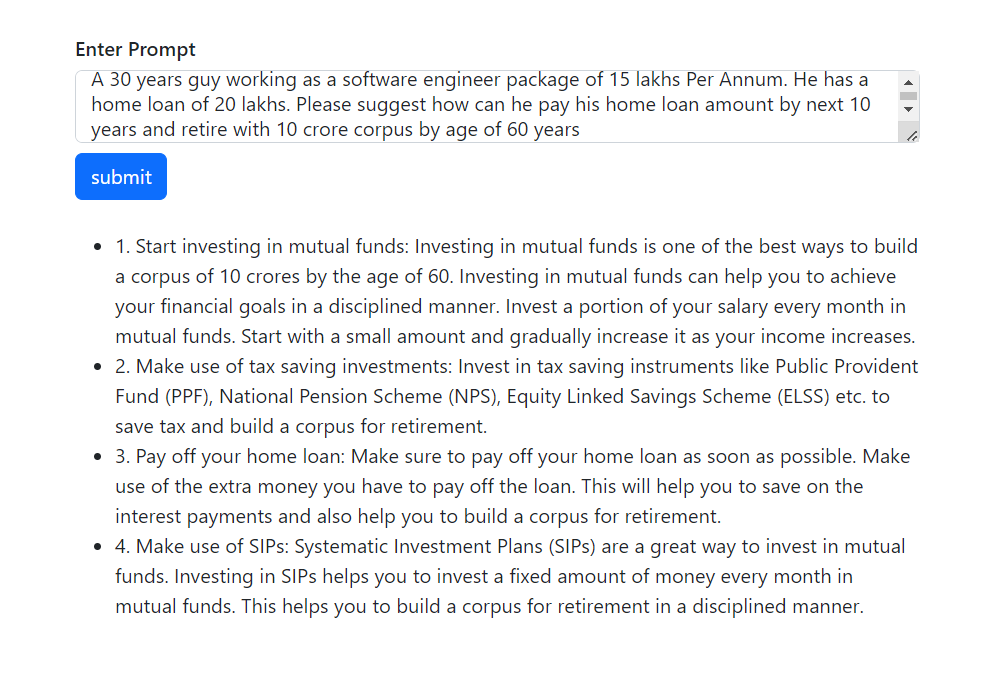 Enter Prompt
A 30 years guy working as a software engineer package of 15 lakhs Per Annum. He has a
home loan of 20 lakhs. Please suggest how can he pay his home loan amount by next 10
years and retire with 10 crore corpus by age of 60 years
submit
1. Start investing in mutual funds: Investing in mutual funds is one of the best ways to build
a corpus of 10 crores by the age of 60. Investing in mutual funds can help you to achieve
your financial goals in a disciplined manner. Invest a portion of your salary every month in
mutual funds. Start with a small amount and gradually increase it as your income increases.
2. Make use of tax saving investments: Invest in tax saving instruments like Public Provident
Fund (PPF), National Pension Scheme (NPS), Equity Linked Savings Scheme (ELSS) etc. to
save tax and build a corpus for retirement.
3. Pay off your home loan: Make sure to pay off your home loan as soon as possible. Make
use of the extra money you have to pay off the loan. This will help you to save on the
interest payments and also help you to build a corpus for retirement.
4. Make use of SIPs: Systematic Investment Plans (SIPs) are a great way to invest in mutual
funds. Investing in SIPs helps you to invest a fixed amount of money every month in
mutual funds. This helps you to build a corpus for retirement in a disciplined manner.